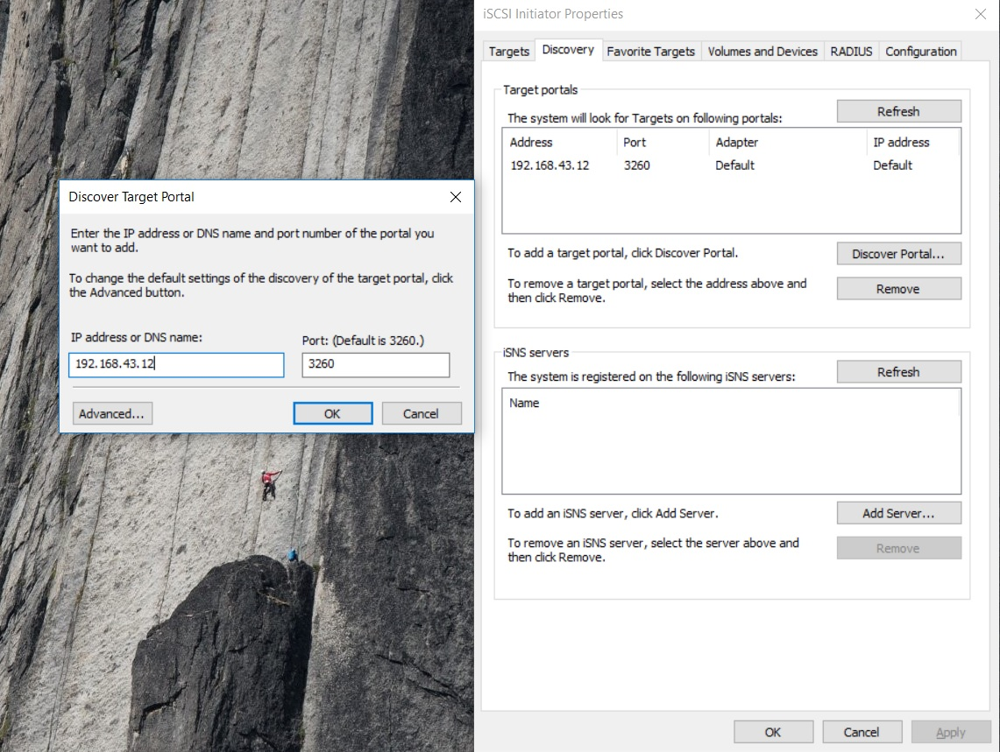 Discover Target Portal
Enter the IP address or DNS name and port number of the portal you
want to add.
To change the default settings of the discovery of the target portal, click
the Advanced button.
IP address or DNS name:
Port: (Default is 3260.)
192.168.43.12
3260
Advanced...
OK
Cancel
iSCSI Initiator Properties
Targets
Discovery
Favorite Targets
Volumes and Devices
RADIUS
Configuration
Target portals
The system will look for Targets on following portals:
Refresh
Address
Port
Adapter
IP address
192.168.43.12
3260
Default
Default
To add a target portal, click Discover Portal.
Discover Portal...
To remove a target portal, select the address above and
then click Remove.
Remove
iSNS servers
The system is registered on the following iSNS servers:
Refresh
Name
To add an iSNS server, click Add Server.
Add Server...
To remove an iSNS server, select the server above and
then click Remove.
Remove
OK
Cancel
Apply